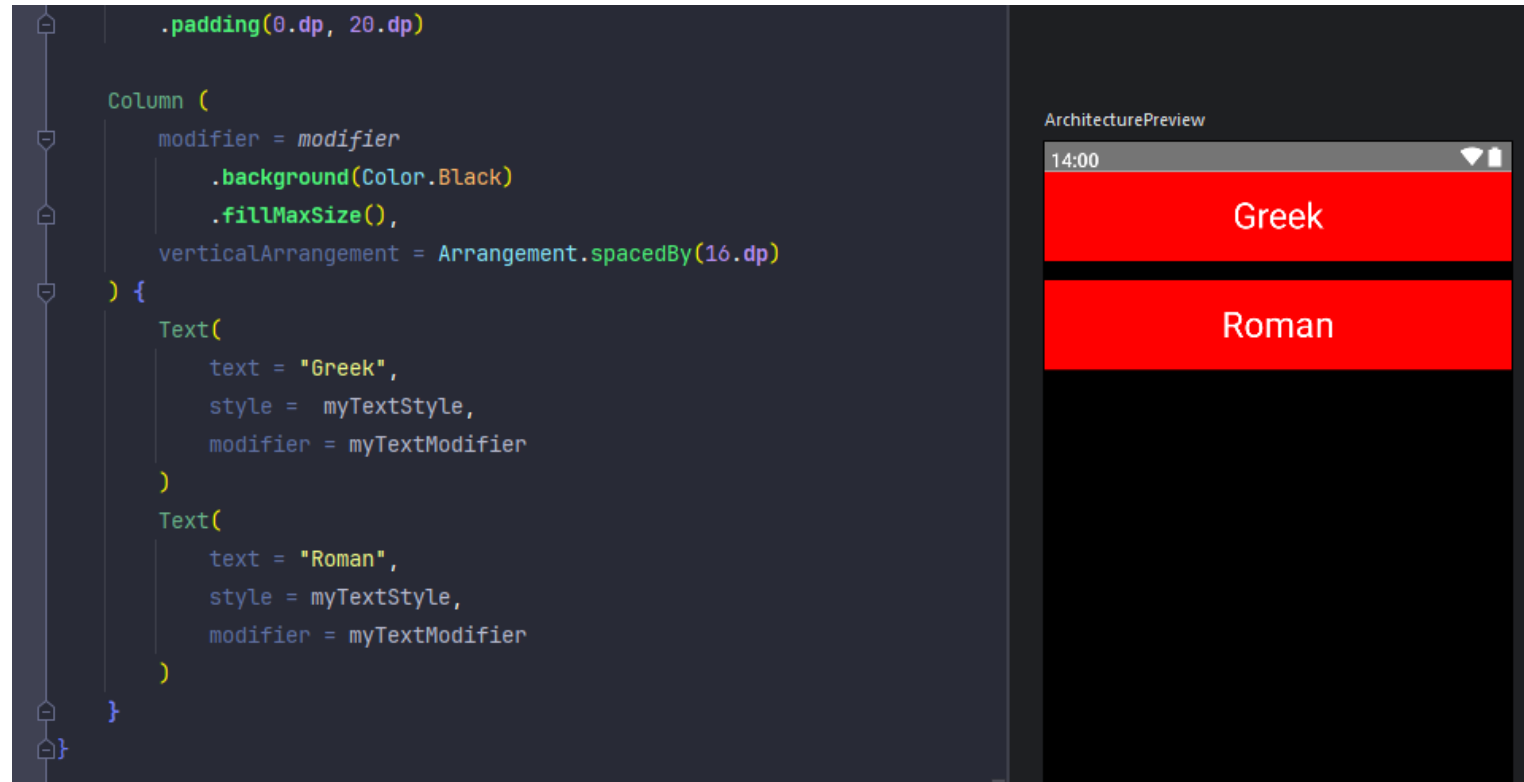 .padding(0.dp, 20.dp)
Column (
modifier = modifier
.background(Color.Black)
.fillMaxSize(),
verticalArrangement = Arrangement.spacedBy(16.dp)
) {
Text(
text = "Greek",
style =  myTextStyle,
modifier = myTextModifier
)
Text(
text = "Roman",
style = myTextStyle,
modifier = myTextModifier
)
}
}
ArchitecturePreview
14:00
Greek
Roman